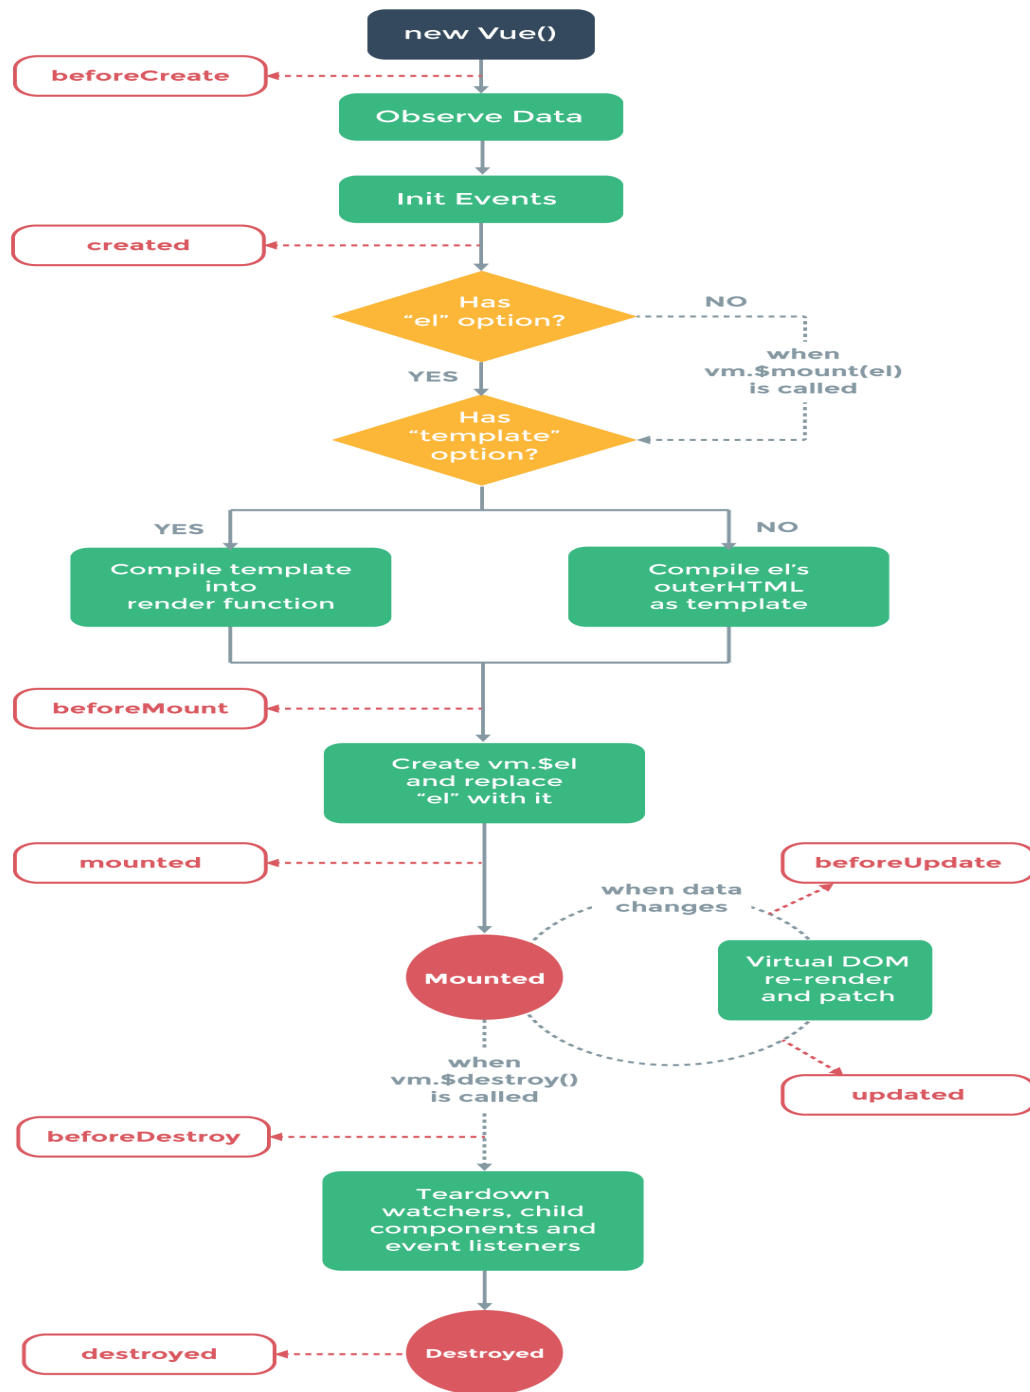 new Vue()
beforeCreate
Observe Data
Init Events
created
Has
“el” option?
NO
when
vm.$mount(el)
is called
YES
Has
“template”
option?
YES
NO
Compile template
into
render function
Compile el’s
outerHTML
as template
beforeMount
Create vm.$el
and replace
“el” with it
mounted
beforeUpdate
when data
changes
Mounted
Virtual DOM
re-render
and patch
when
vm.$destroy()
is called
updated
beforeDestroy
Teardown
watchers, child
components and
event listeners
destroyed
Destroyed